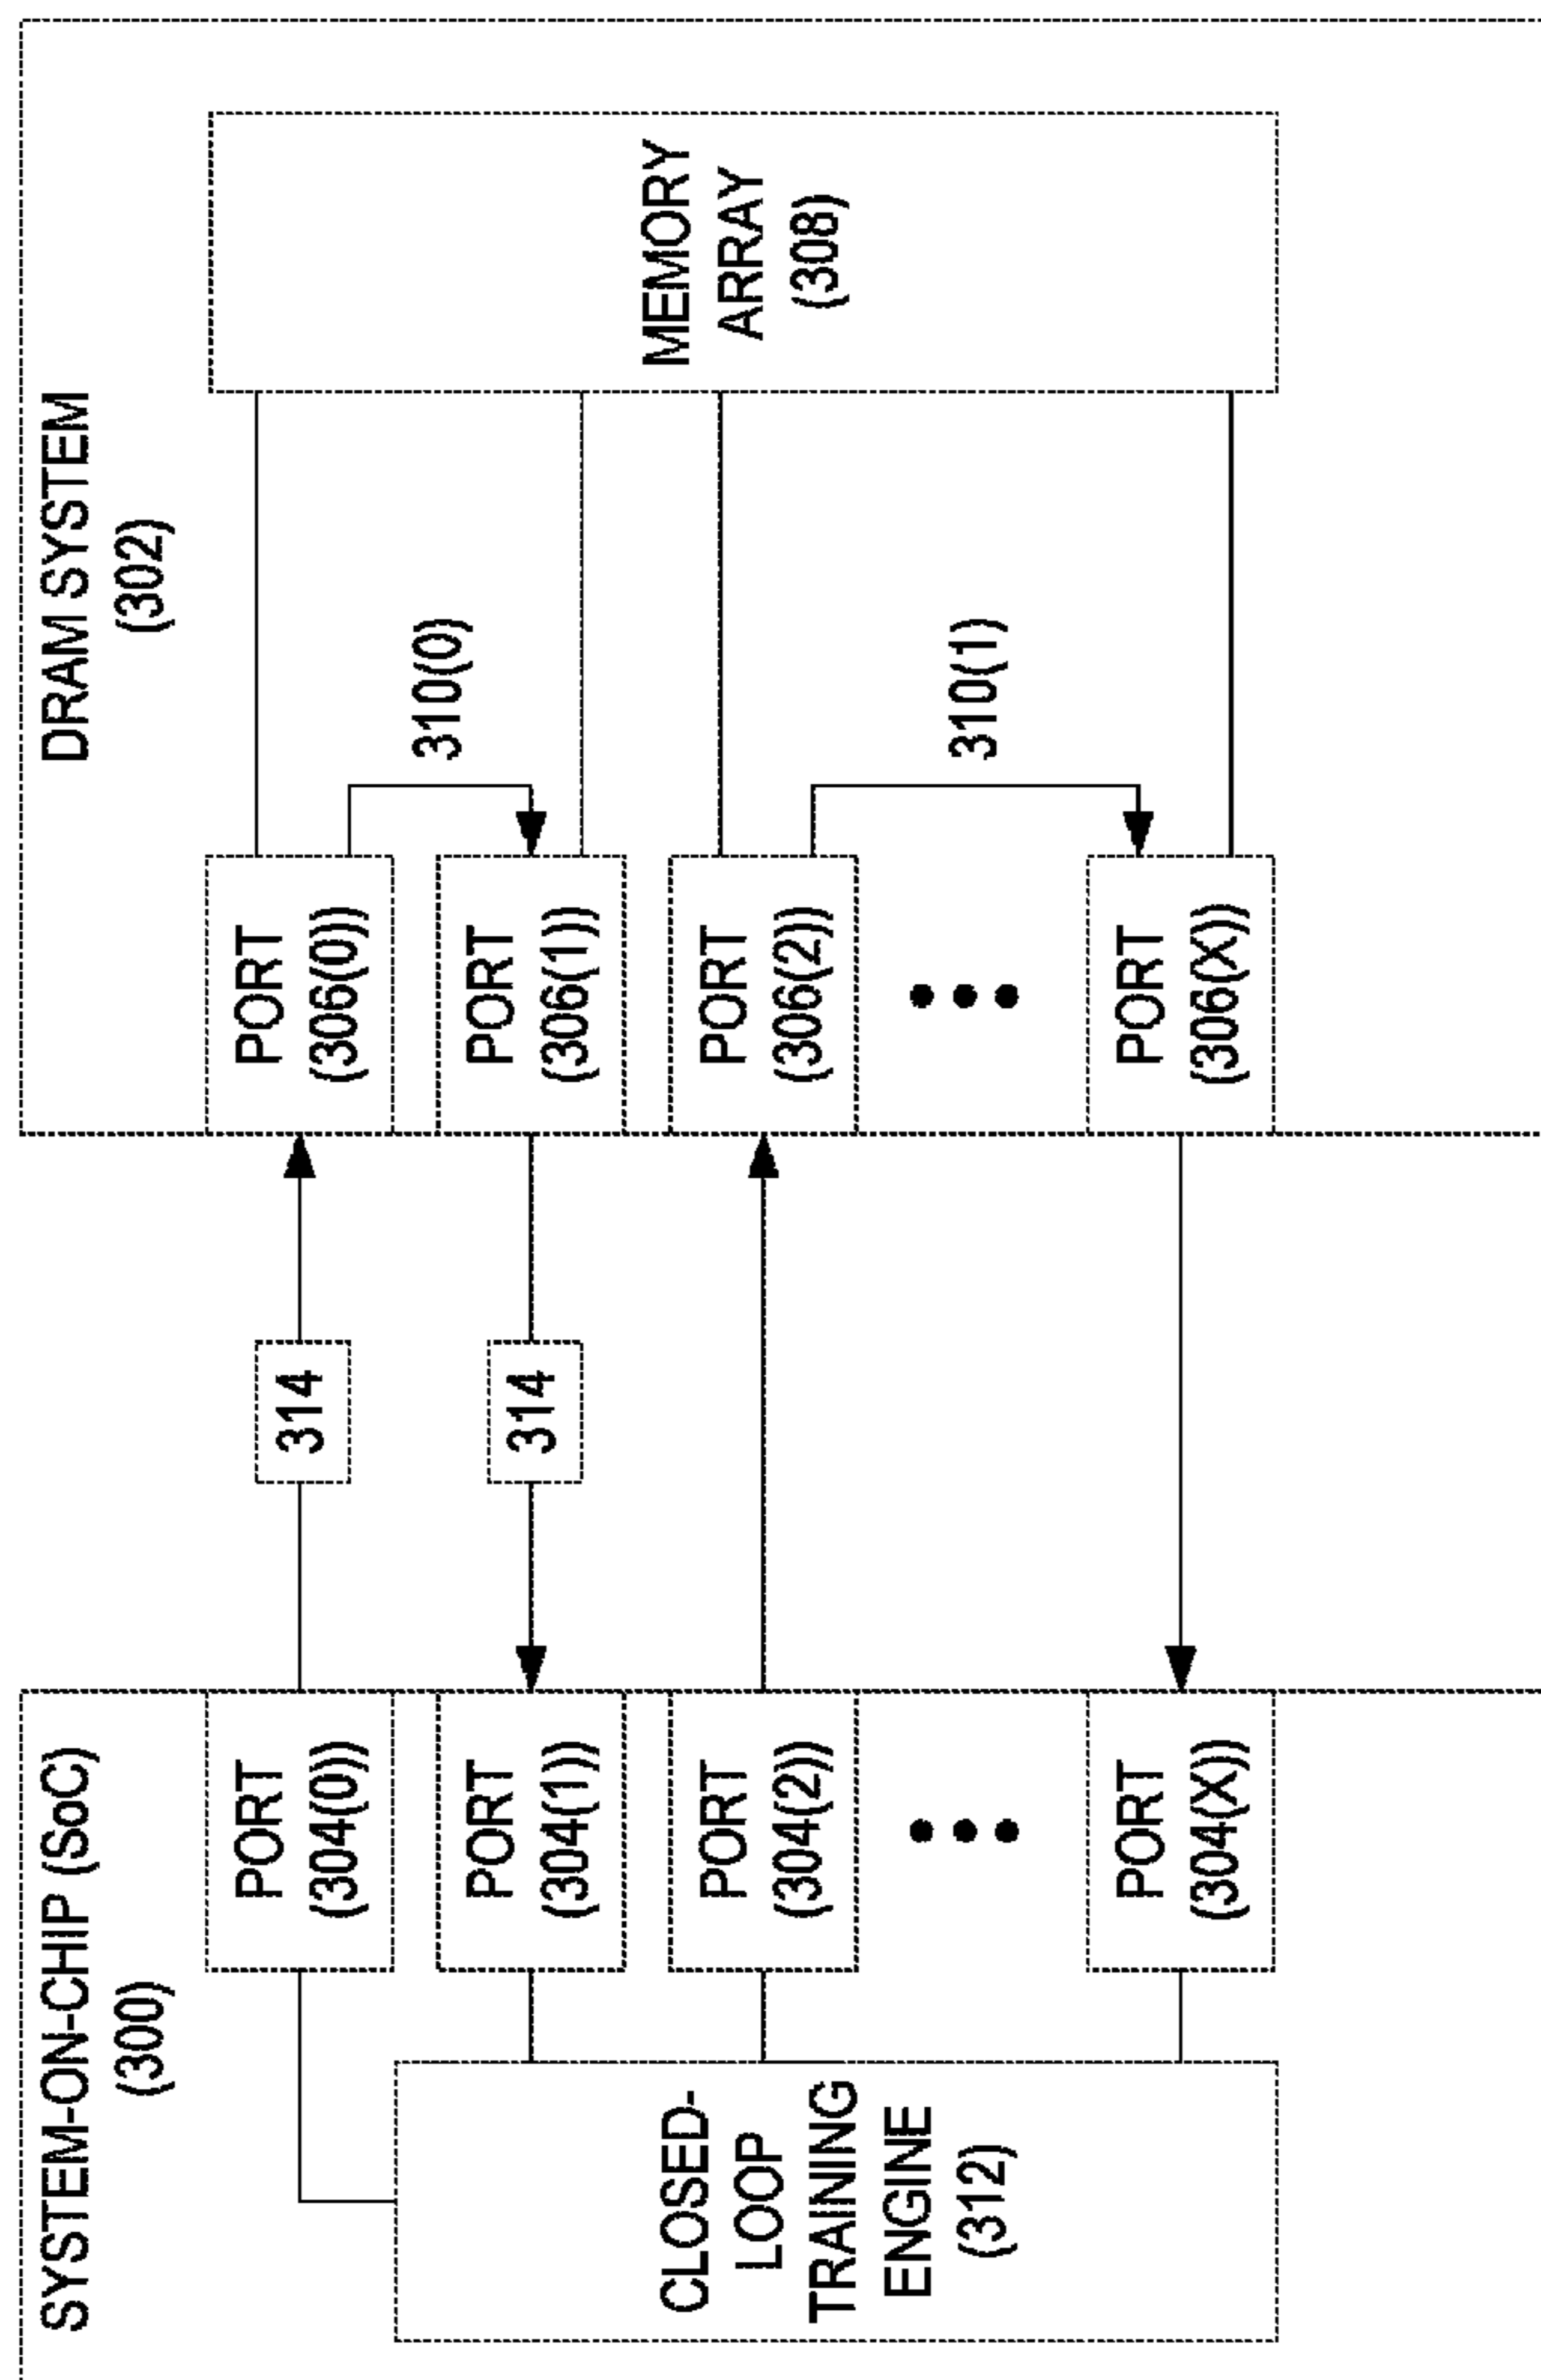 SYSTEM-ON-CHIP (SoC)
(300)
DRAM SYSTEM
(302)
PORT
(304(0))
314
PORT
(306(0))
310(0)
PORT
(304(1))
314
PORT
(306(1))
CLOSED-
LOOP
TRAINING
ENGINE
(312)
PORT
(304(2))
PORT
(306(2))
310(1)
MEMORY
ARRAY
(308)
PORT
(304(X))
PORT
(306(X))